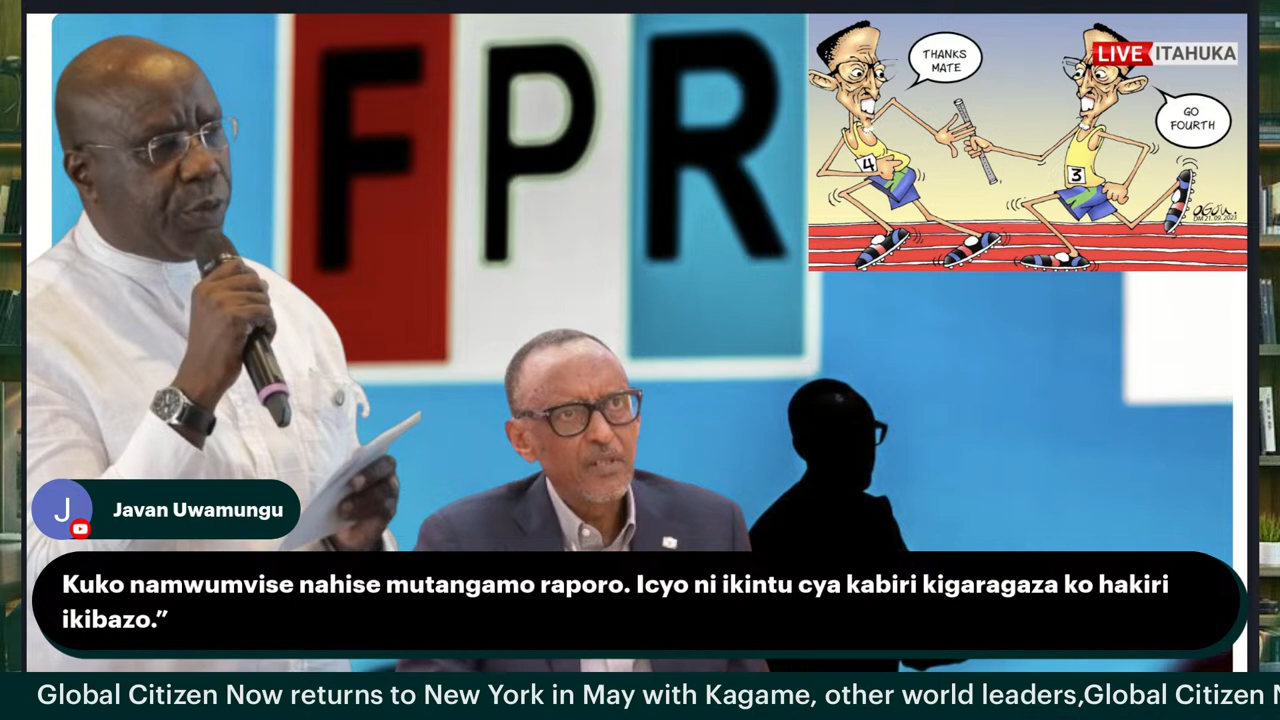 FPR
THANKS
MATE
LIVE ITAHUKA
GO
FOURTH
4
3
J
Javan Uwamungu
Kuko namwumvise nahise mutangamo raporo. Icyo ni ikintu cya kabiri kigaragaza ko hakiri
ikibazo.”
Global Citizen Now returns to New York in May with Kagame, other world leaders,Global Citizen